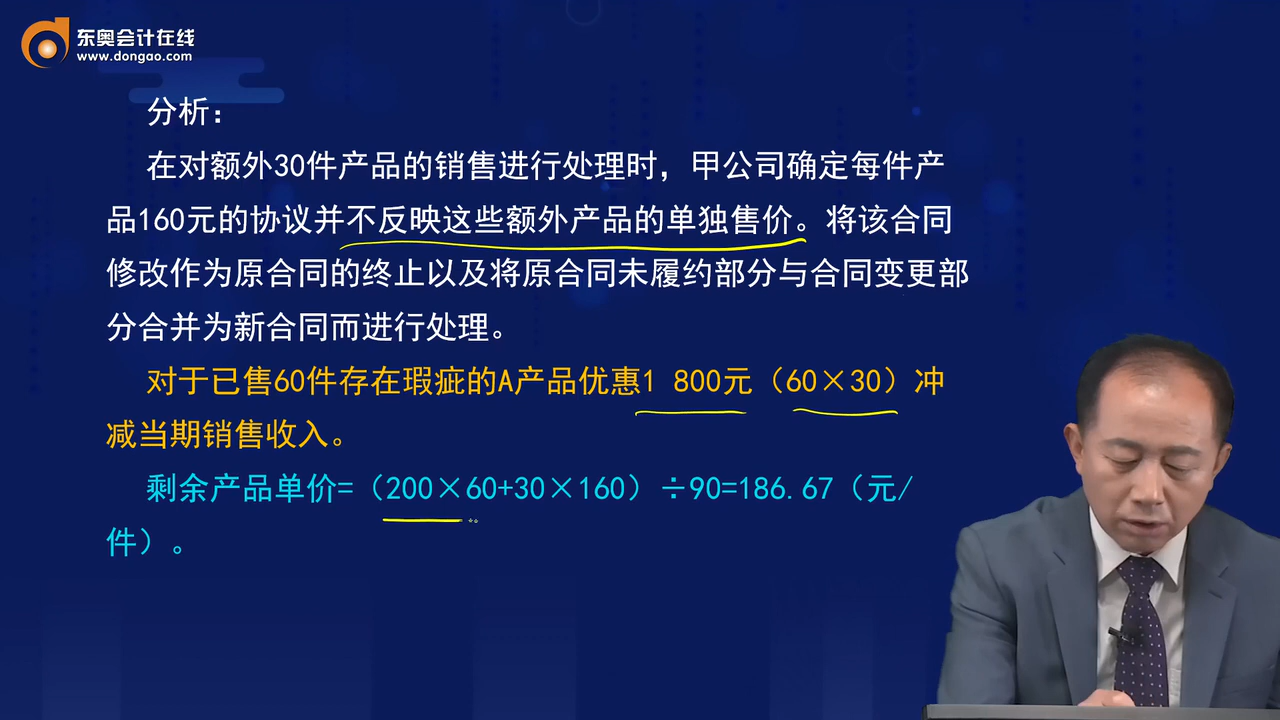 东奥会计在线
www.dongao.com
分析：
在对额外30件产品的销售进行处理时，甲公司确定每件产
品160元的协议并不反映这些额外产品的单独售价。将该合同
修改作为原合同的终止以及将原合同未履约部分与合同变更部
分合并为新合同而进行处理。
对于已售60件存在瑕疵的A产品优惠1 800元（60×30）冲
减当期销售收入。
剩余产品单价=（200×60+30×160）÷90=186.67（元/
件）。